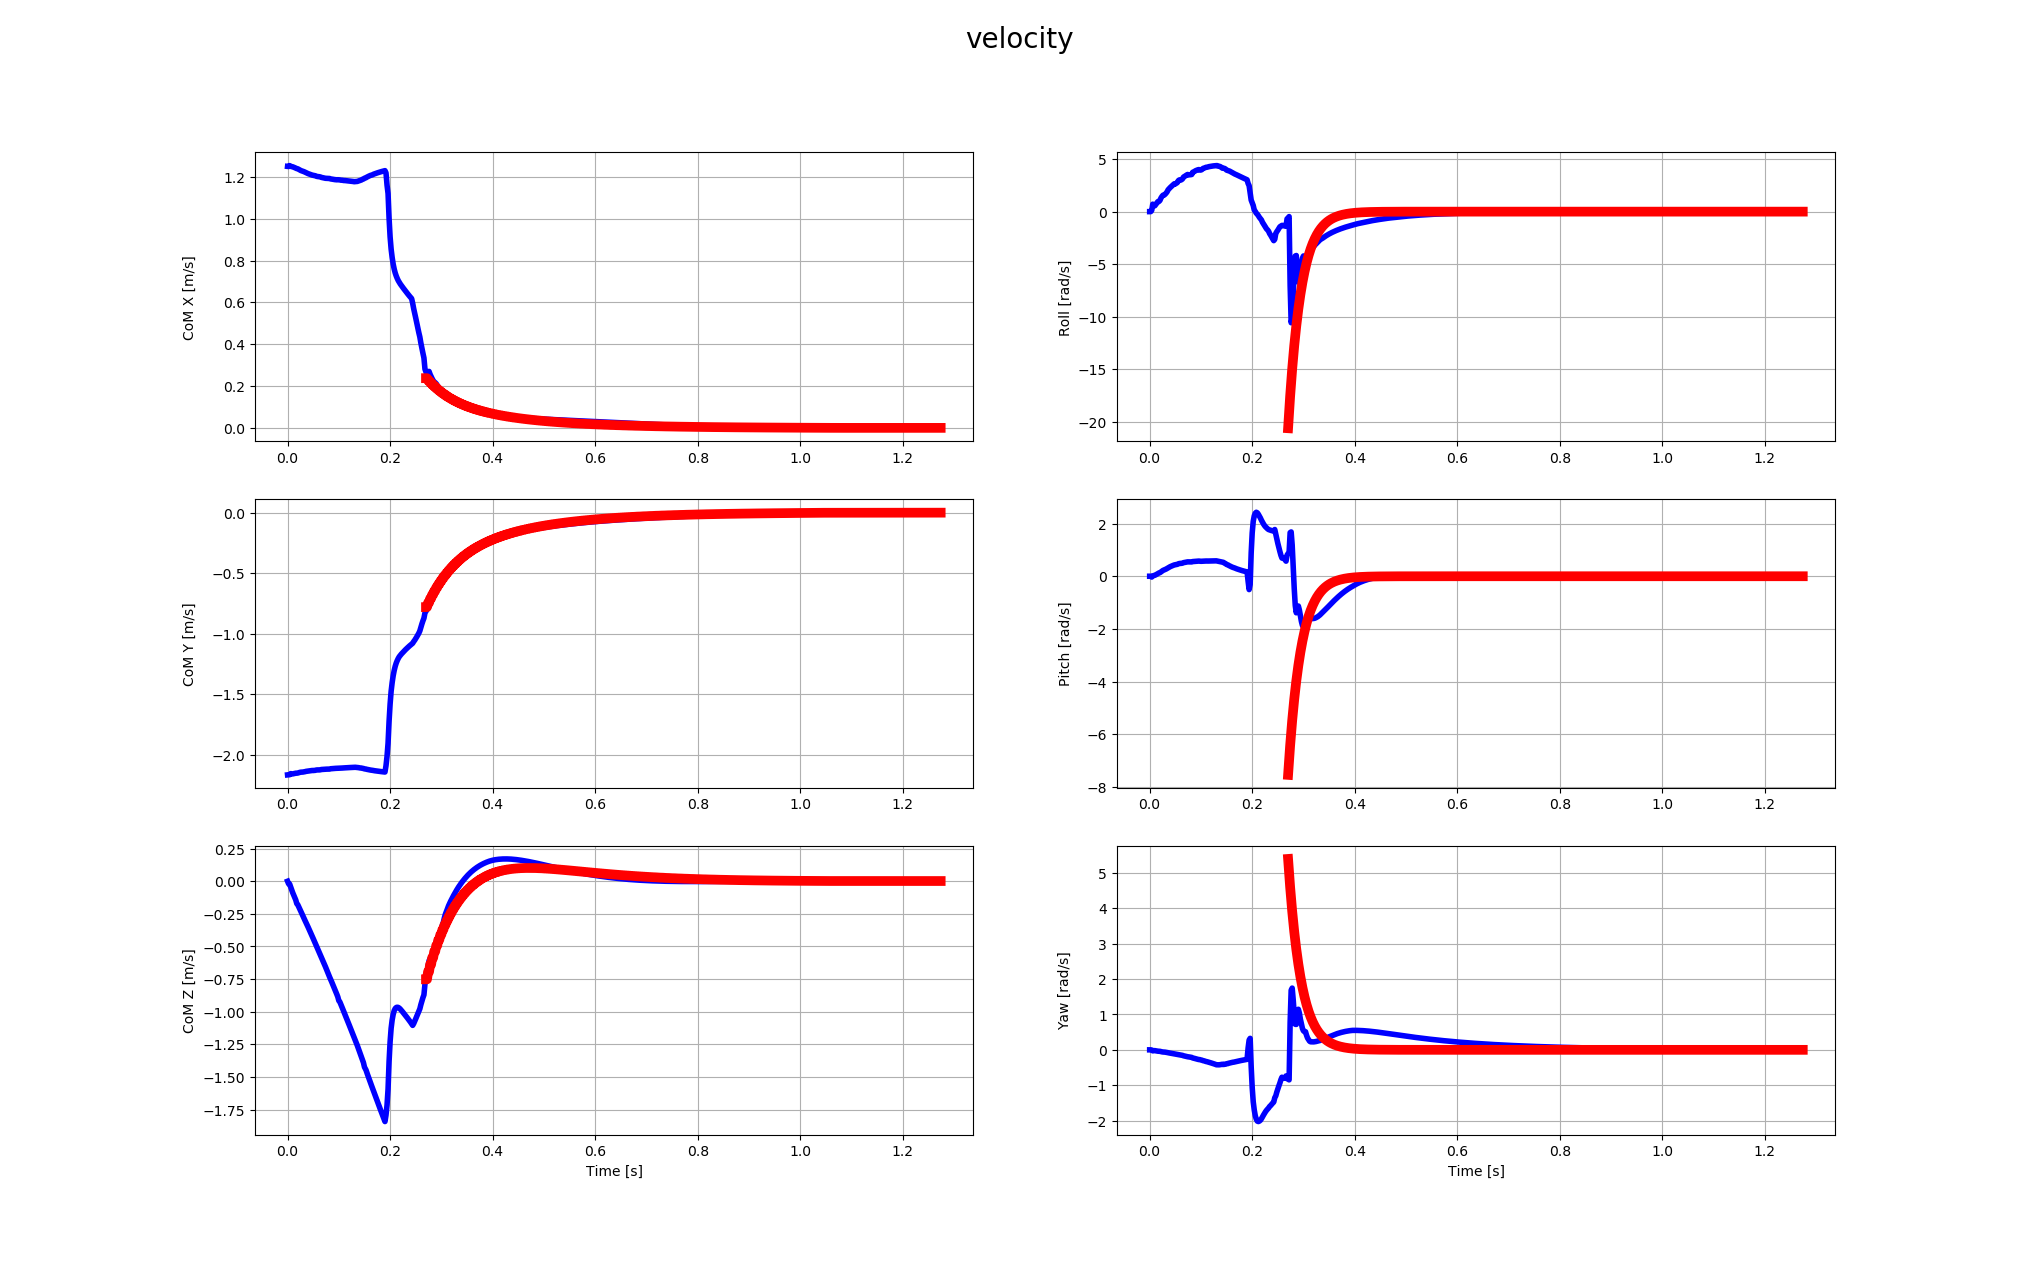 velocity
CoM X [m/s]
1.2
1.0
0.8
0.6
0.4
0.2
0.0
0.0 0.2 0.4 0.6 0.8 1.0 1.2
Roll [rad/s]
5
0
−5
−10
−15
−20
0.0 0.2 0.4 0.6 0.8 1.0 1.2
CoM Y [m/s]
0.0
−0.5
−1.0
−1.5
−2.0
0.0 0.2 0.4 0.6 0.8 1.0 1.2
Pitch [rad/s]
2
0
−2
−4
−6
−8
0.0 0.2 0.4 0.6 0.8 1.0 1.2
CoM Z [m/s]
0.25
0.00
−0.25
−0.50
−0.75
−1.00
−1.25
−1.50
−1.75
0.0 0.2 0.4 0.6 0.8 1.0 1.2
Time [s]
Yaw [rad/s]
5
4
3
2
1
0
−1
−2
0.0 0.2 0.4 0.6 0.8 1.0 1.2
Time [s]